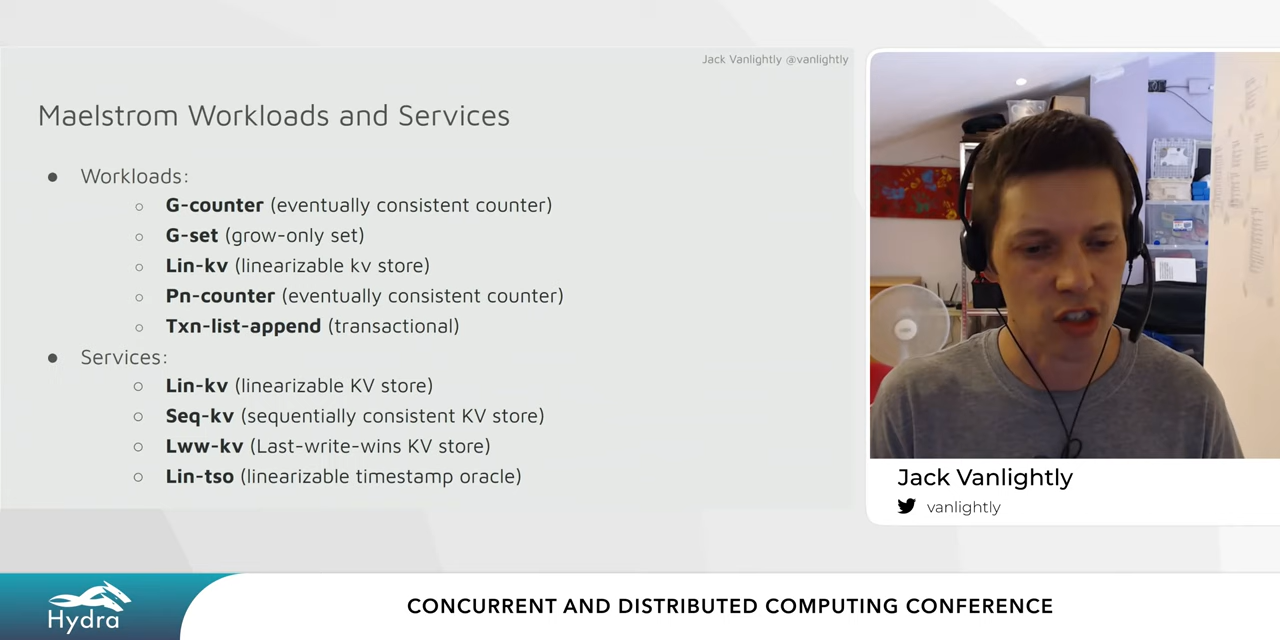 Jack Vanlightly @vanlightly
Maelstrom Workloads and Services
● Workloads:
○ G-counter (eventually consistent counter)
○ G-set (grow-only set)
○ Lin-kv (linearizable kv store)
○ Pn-counter (eventually consistent counter)
○ Txn-list-append (transactional)
● Services:
○ Lin-kv (linearizable KV store)
○ Seq-kv (sequentially consistent KV store)
○ Lww-kv (Last-write-wins KV store)
○ Lin-tso (linearizable timestamp oracle)
Jack Vanlightly
vanlightly
Hydra
CONCURRENT AND DISTRIBUTED COMPUTING CONFERENCE